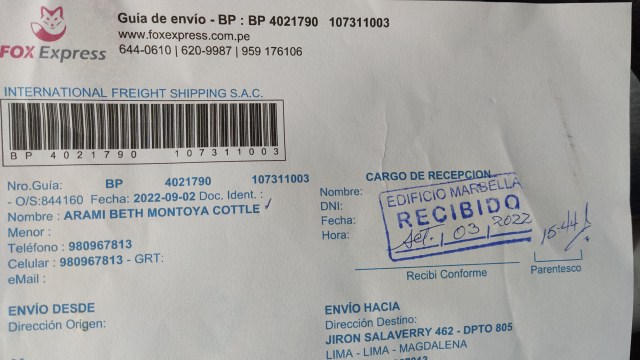 Guia de envío - BP : BP 4021790 107311003
www.foxexpress.com.pe
644-0610 | 620-9987 | 959 176106
FOX Express
INTERNATIONAL FREIGHT SHIPPING S.A.C.
BP 4021790 107311003
Nro.Guía: BP 4021790 107311003
- O/S:844160 Fecha: 2022-09-02 Doc. Ident. :
Nombre : ARAMI BETH MONTOYA COTTLE
Menor :
Teléfono : 980967813
Celular : 980967813 - GRT:
eMail :
CARGO DE RECEPCION
Nombre:
DNI:
Fecha:
Hora:
EDIFICIO MARBELLA
RECIBIDO
Set. 03, 2022
15-44
Recibi Conforme
Parentesco
ENVÍO DESDE
Dirección Origen:
ENVÍO HACIA
Dirección Destino:
JIRON SALAVERRY 462 - DPTO 805
LIMA - LIMA - MAGDALENA